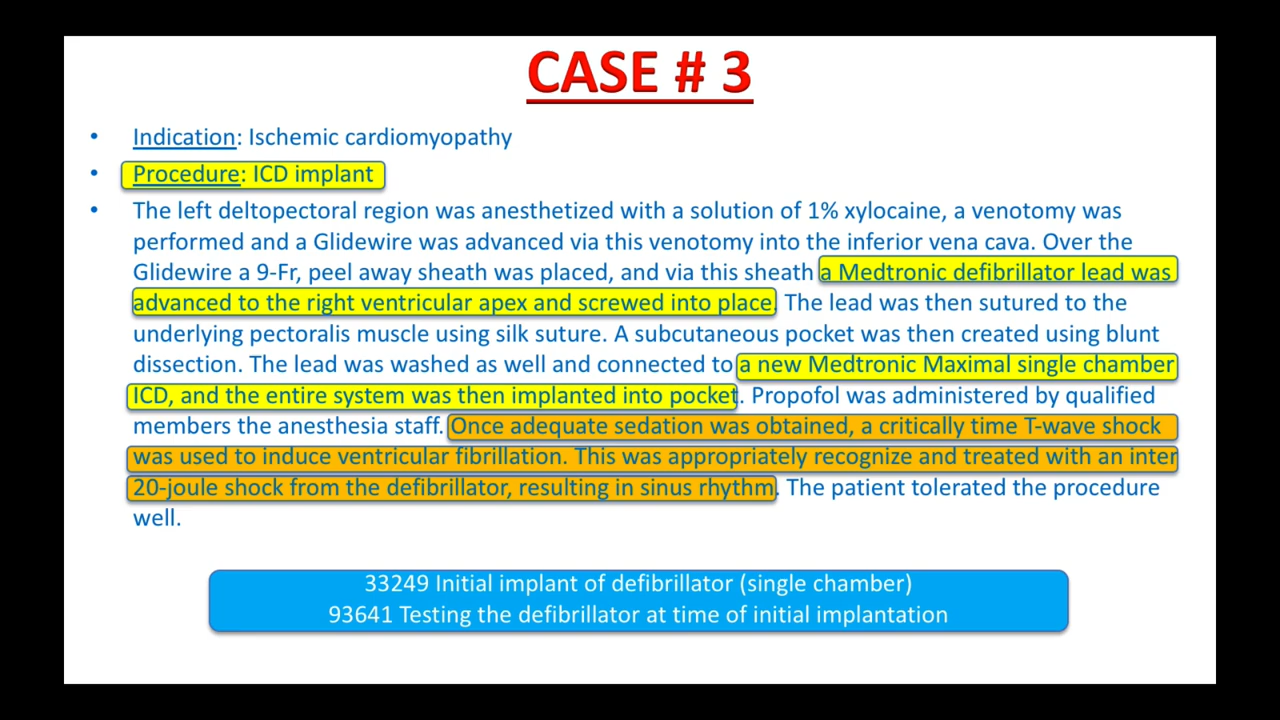 CASE # 3
• Indication: Ischemic cardiomyopathy
• Procedure: ICD implant
• The left deltopectoral region was anesthetized with a solution of 1% xylocaine, a venotomy was
performed and a Glidewire was advanced via this venotomy into the inferior vena cava. Over the
Glidewire a 9-Fr, peel away sheath was placed, and via this sheath a Medtronic defibrillator lead was
advanced to the right ventricular apex and screwed into place. The lead was then sutured to the
underlying pectoralis muscle using silk suture. A subcutaneous pocket was then created using blunt
dissection. The lead was washed as well and connected to a new Medtronic Maximal single chamber
ICD, and the entire system was then implanted into pocket. Propofol was administered by qualified
members the anesthesia staff. Once adequate sedation was obtained, a critically time T-wave shock
was used to induce ventricular fibrillation. This was appropriately recognize and treated with an inter
20-joule shock from the defibrillator, resulting in sinus rhythm. The patient tolerated the procedure
well.
33249 Initial implant of defibrillator (single chamber)
93641 Testing the defibrillator at time of initial implantation